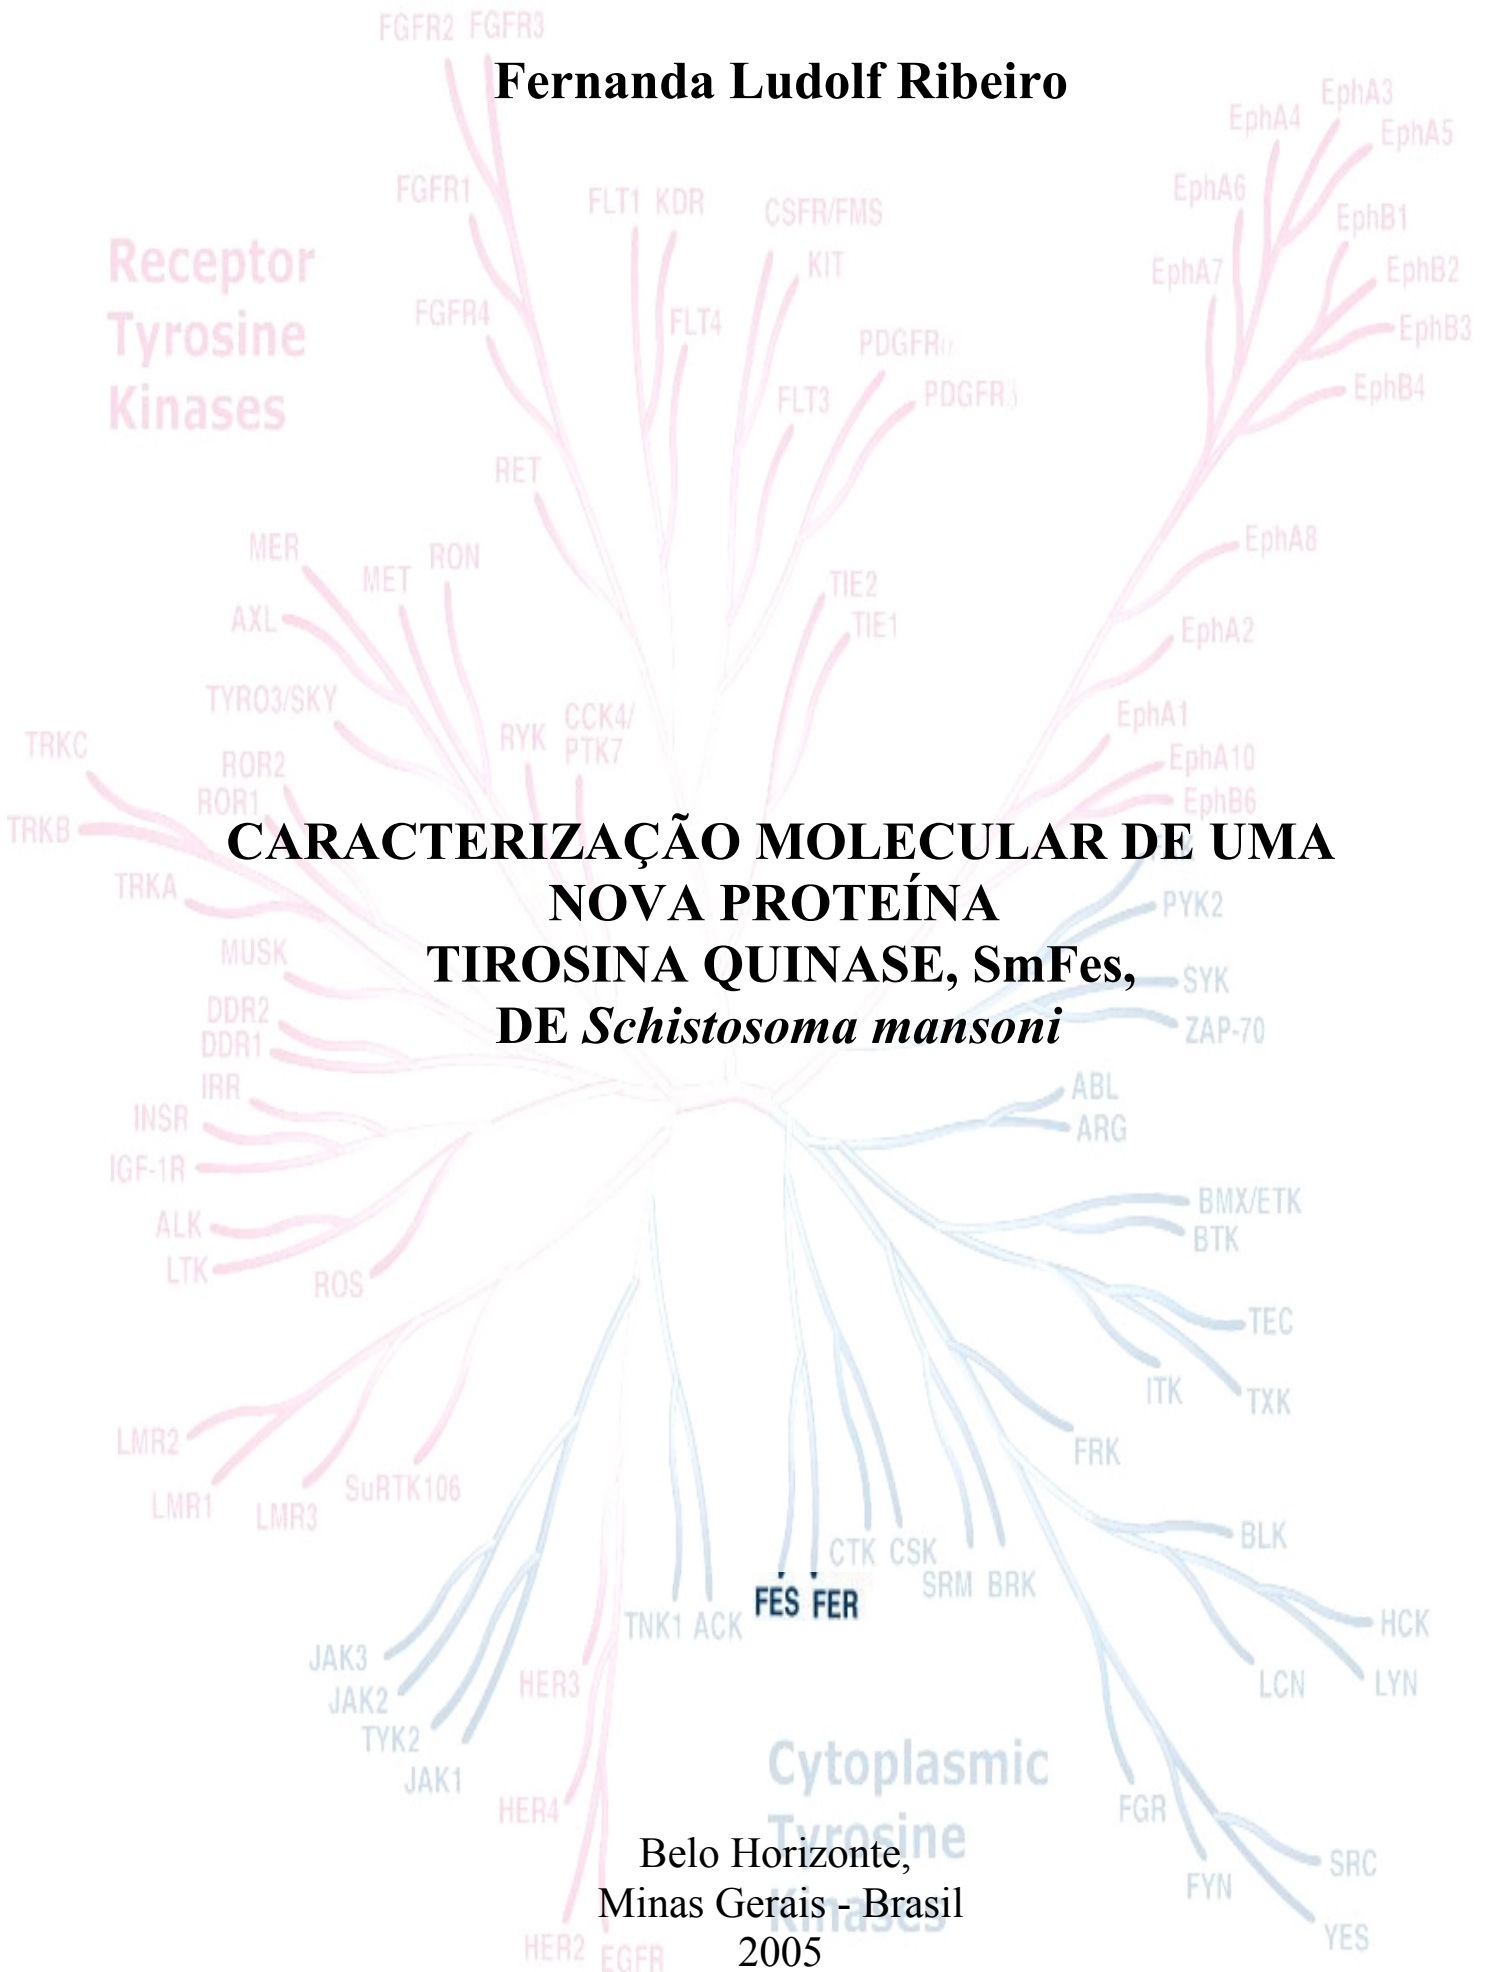 FGFR2 FGFR3
Fernanda Ludolf Ribeiro
EphA3
EphA4
EphA5
FGFR1
EphA6
FLT1 KDR
CSFR/FMS
EphB1
Receptor
Tyrosine
Kinases
KIT
EphA7
EphB2
FGFR4
FLT4
EphB3
PDGFR
FLT3
PDGFR
EphB4
RET
MER
RON
EphA8
MET
TIE2
AXL
TIE1
EphA2
TYRO3/SKY
CCK4/
PTK7
RYK
EphA1
TRKC
ROR2
EphA10
ROR1
EphB6
TRKB
CARACTERIZAÇÃO MOLECULAR DE UMA
NOVA PROTEÍNA
TIROSINA QUINASE, SmFes,
DE Schistosoma mansoni
TRKA
PYK2
MUSK
SYK
DDR2
ZAP-70
DDR1
IRR
ABL
INSR
ARG
IGF-1R
BMX/ETK
ALK
BTK
LTK
ROS
TEC
ITK
TXK
LMR2
FRK
SuRTK106
LMR1
LMR3
BLK
CTK CSK
SRM BRK
FES FER
TNK1 ACK
HCK
JAK3
HER3
LCN
LYN
JAK2
TYK2
JAK1
Cytoplasmic
Tyrosine
Kinases
HER4
FGR
Belo Horizonte,
Minas Gerais - Brasil
2005
SRC
FYN
YES
HER2 EGFR